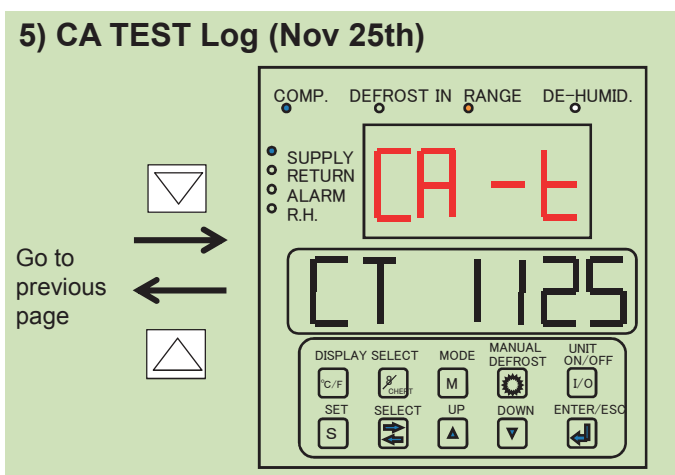 5) CA TEST Log (Nov 25th)
COMP. DEFROST IN RANGE DE-HUMID.
SUPPLY
RETURN
ALARM
R.H.
CA -t
Go to
previous
page
CT 1125
DISPLAY SELECT MODE MANUAL DEFROST UNIT ON/OFF
°C/F CHERT M I/O
SET SELECT UP DOWN ENTER/ESC
S